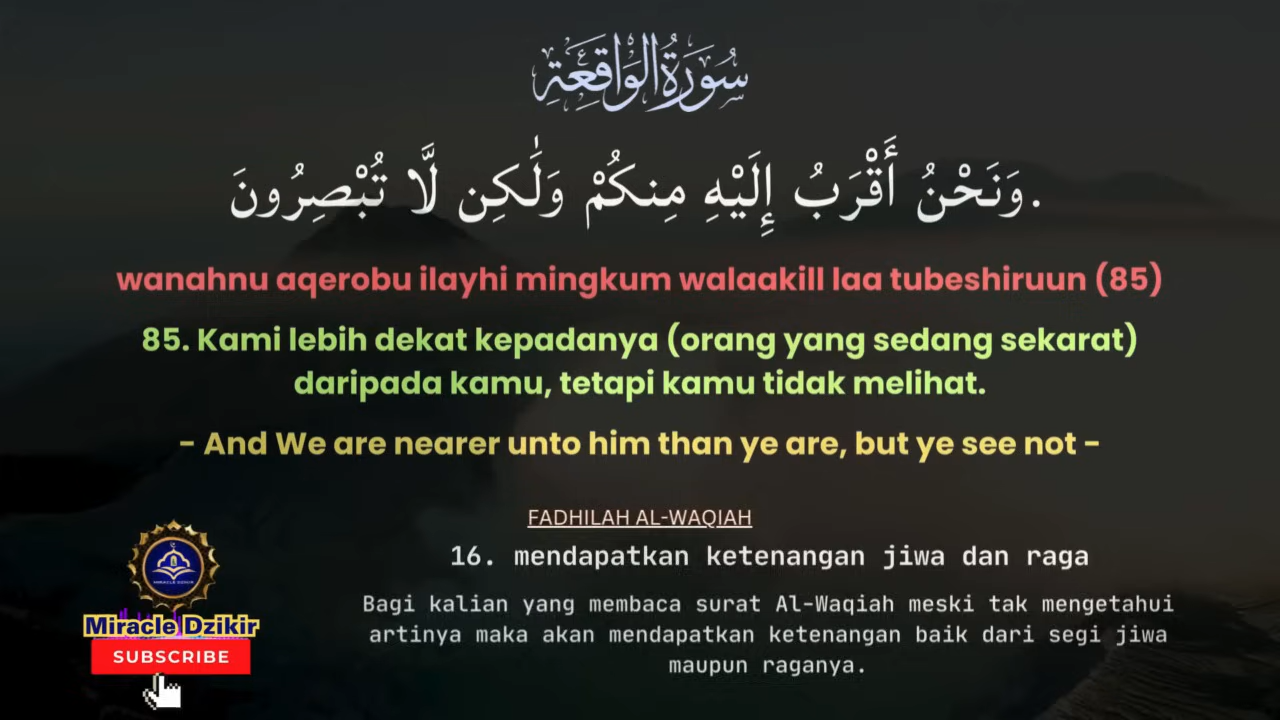 سُورَةُ الْوَاقِعَةِ
وَنَحْنُ أَقْرَبُ إِلَيْهِ مِنكُمْ وَلَٰكِن لَّا تُبْصِرُونَ.
wanahnu aqerobu ilayhi mingkum walaakill laa tubeshiruun (85)
85. Kami lebih dekat kepadanya (orang yang sedang sekarat)
daripada kamu, tetapi kamu tidak melihat.
- And We are nearer unto him than ye are, but ye see not -
FADHILAH AL-WAQIAH
16. mendapatkan ketenangan jiwa dan raga
Bagi kalian yang membaca surat Al-Waqiah meski tak mengetahui
artinya maka akan mendapatkan ketenangan baik dari segi jiwa
maupun raganya.
MIRACLE DZIKIR
Miracle Dzikir
SUBSCRIBE